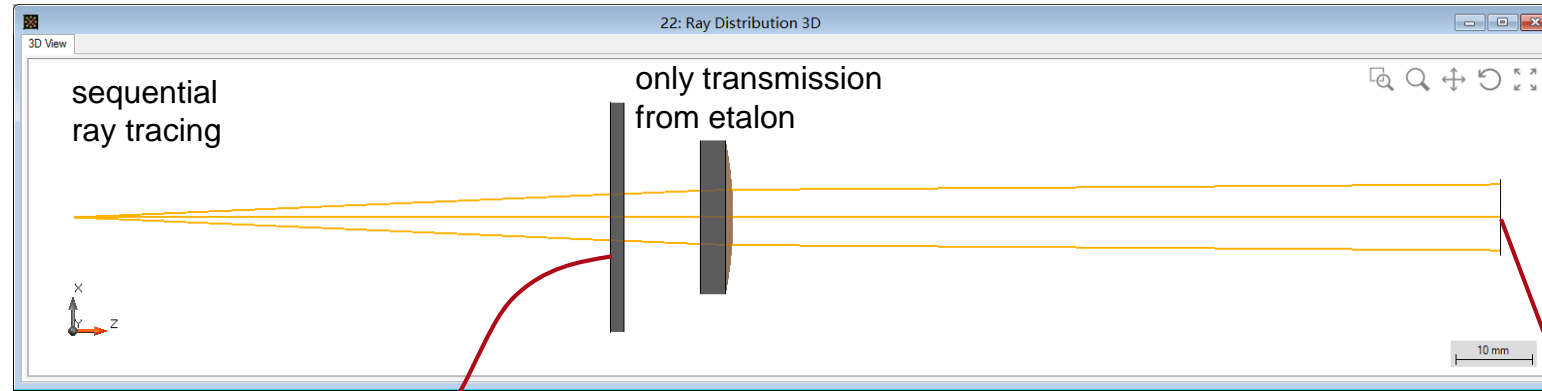 22: Ray Distribution 3D
3D View
sequential
ray tracing
only transmission
from etalon
X
Y
Z
10 mm